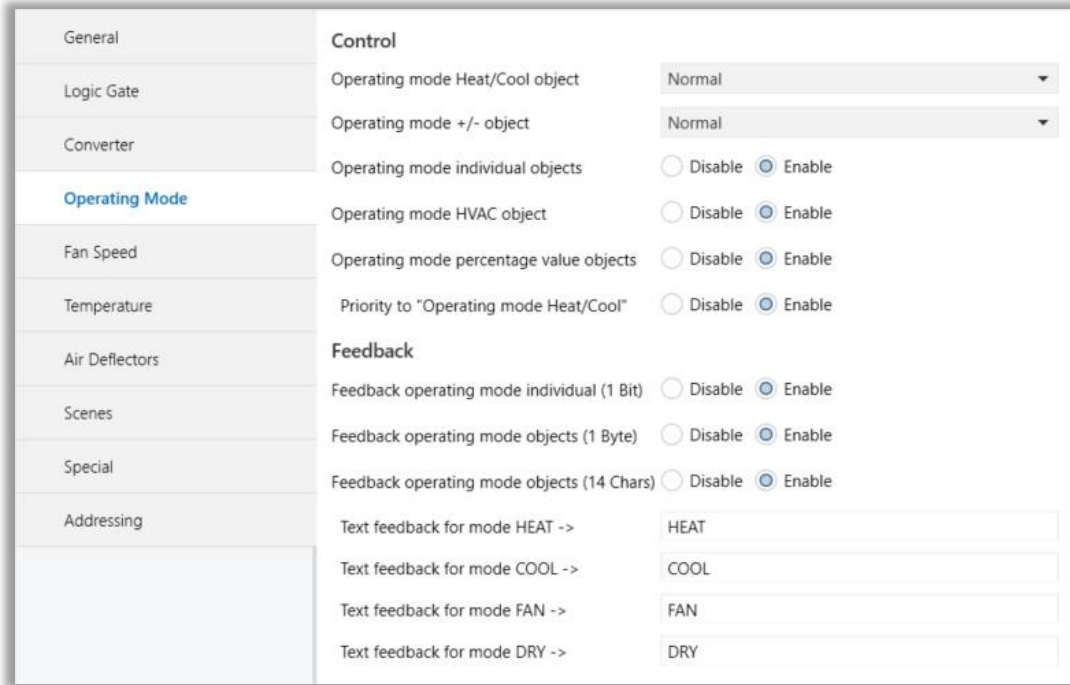 General
Logic Gate
Converter
Operating Mode
Fan Speed
Temperature
Air Deflectors
Scenes
Special
Addressing
Control
Operating mode Heat/Cool object Normal
Operating mode +/- object Normal
Operating mode individual objects Disable Enable
Operating mode HVAC object Disable Enable
Operating mode percentage value objects Disable Enable
Priority to "Operating mode Heat/Cool" Disable Enable
Feedback
Feedback operating mode individual (1 Bit) Disable Enable
Feedback operating mode objects (1 Byte) Disable Enable
Feedback operating mode objects (14 Chars) Disable Enable
Text feedback for mode HEAT -> HEAT
Text feedback for mode COOL -> COOL
Text feedback for mode FAN -> FAN
Text feedback for mode DRY -> DRY